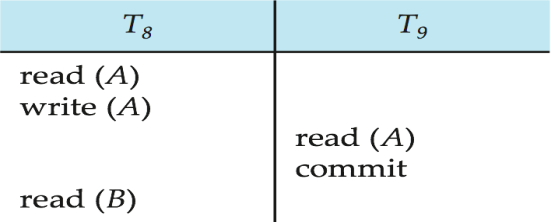 T8 T9
read (A)
write (A)
read (A)
commit
read (B)